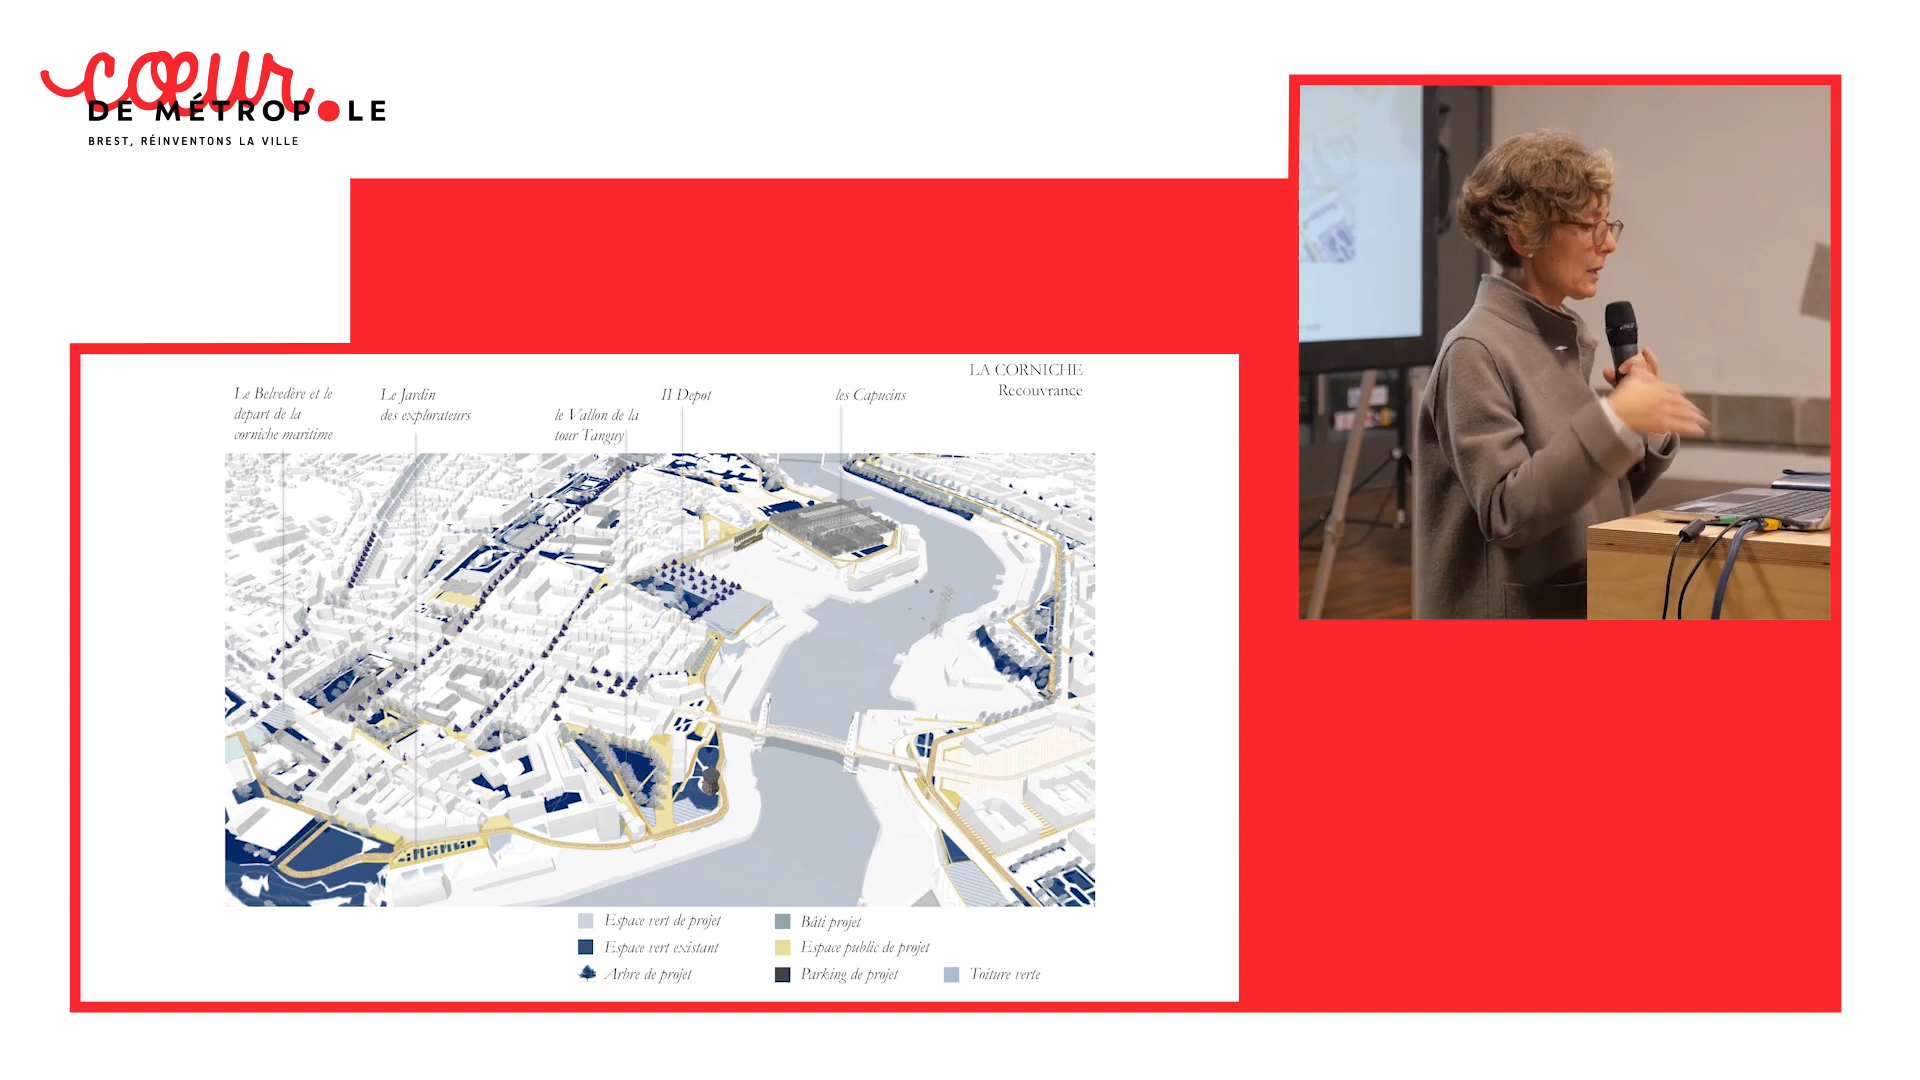 cœur
DE MÉTROPOLE
BREST, RÉINVENTONS LA VILLE
LA CORNICHE
Recouvrance
Le Belvedère et le
depart de la
corniche maritime
Le Jardin
des explorateurs
le Vallon de la
tour Tanguy
II Depot
les Capucins
Espace vert de projet
Espace vert existant
Arbre de projet
Bâti projet
Espace public de projet
Parking de projet
Toiture verte